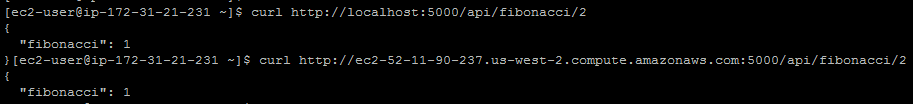 [ec2-user@ip-172-31-21-231 ~]$ curl http://localhost:5000/api/fibonacci/2
{
  "fibonacci": 1
}[ec2-user@ip-172-31-21-231 ~]$ curl http://ec2-52-11-90-237.us-west-2.compute.amazonaws.com:5000/api/fibonacci/2
{
  "fibonacci": 1